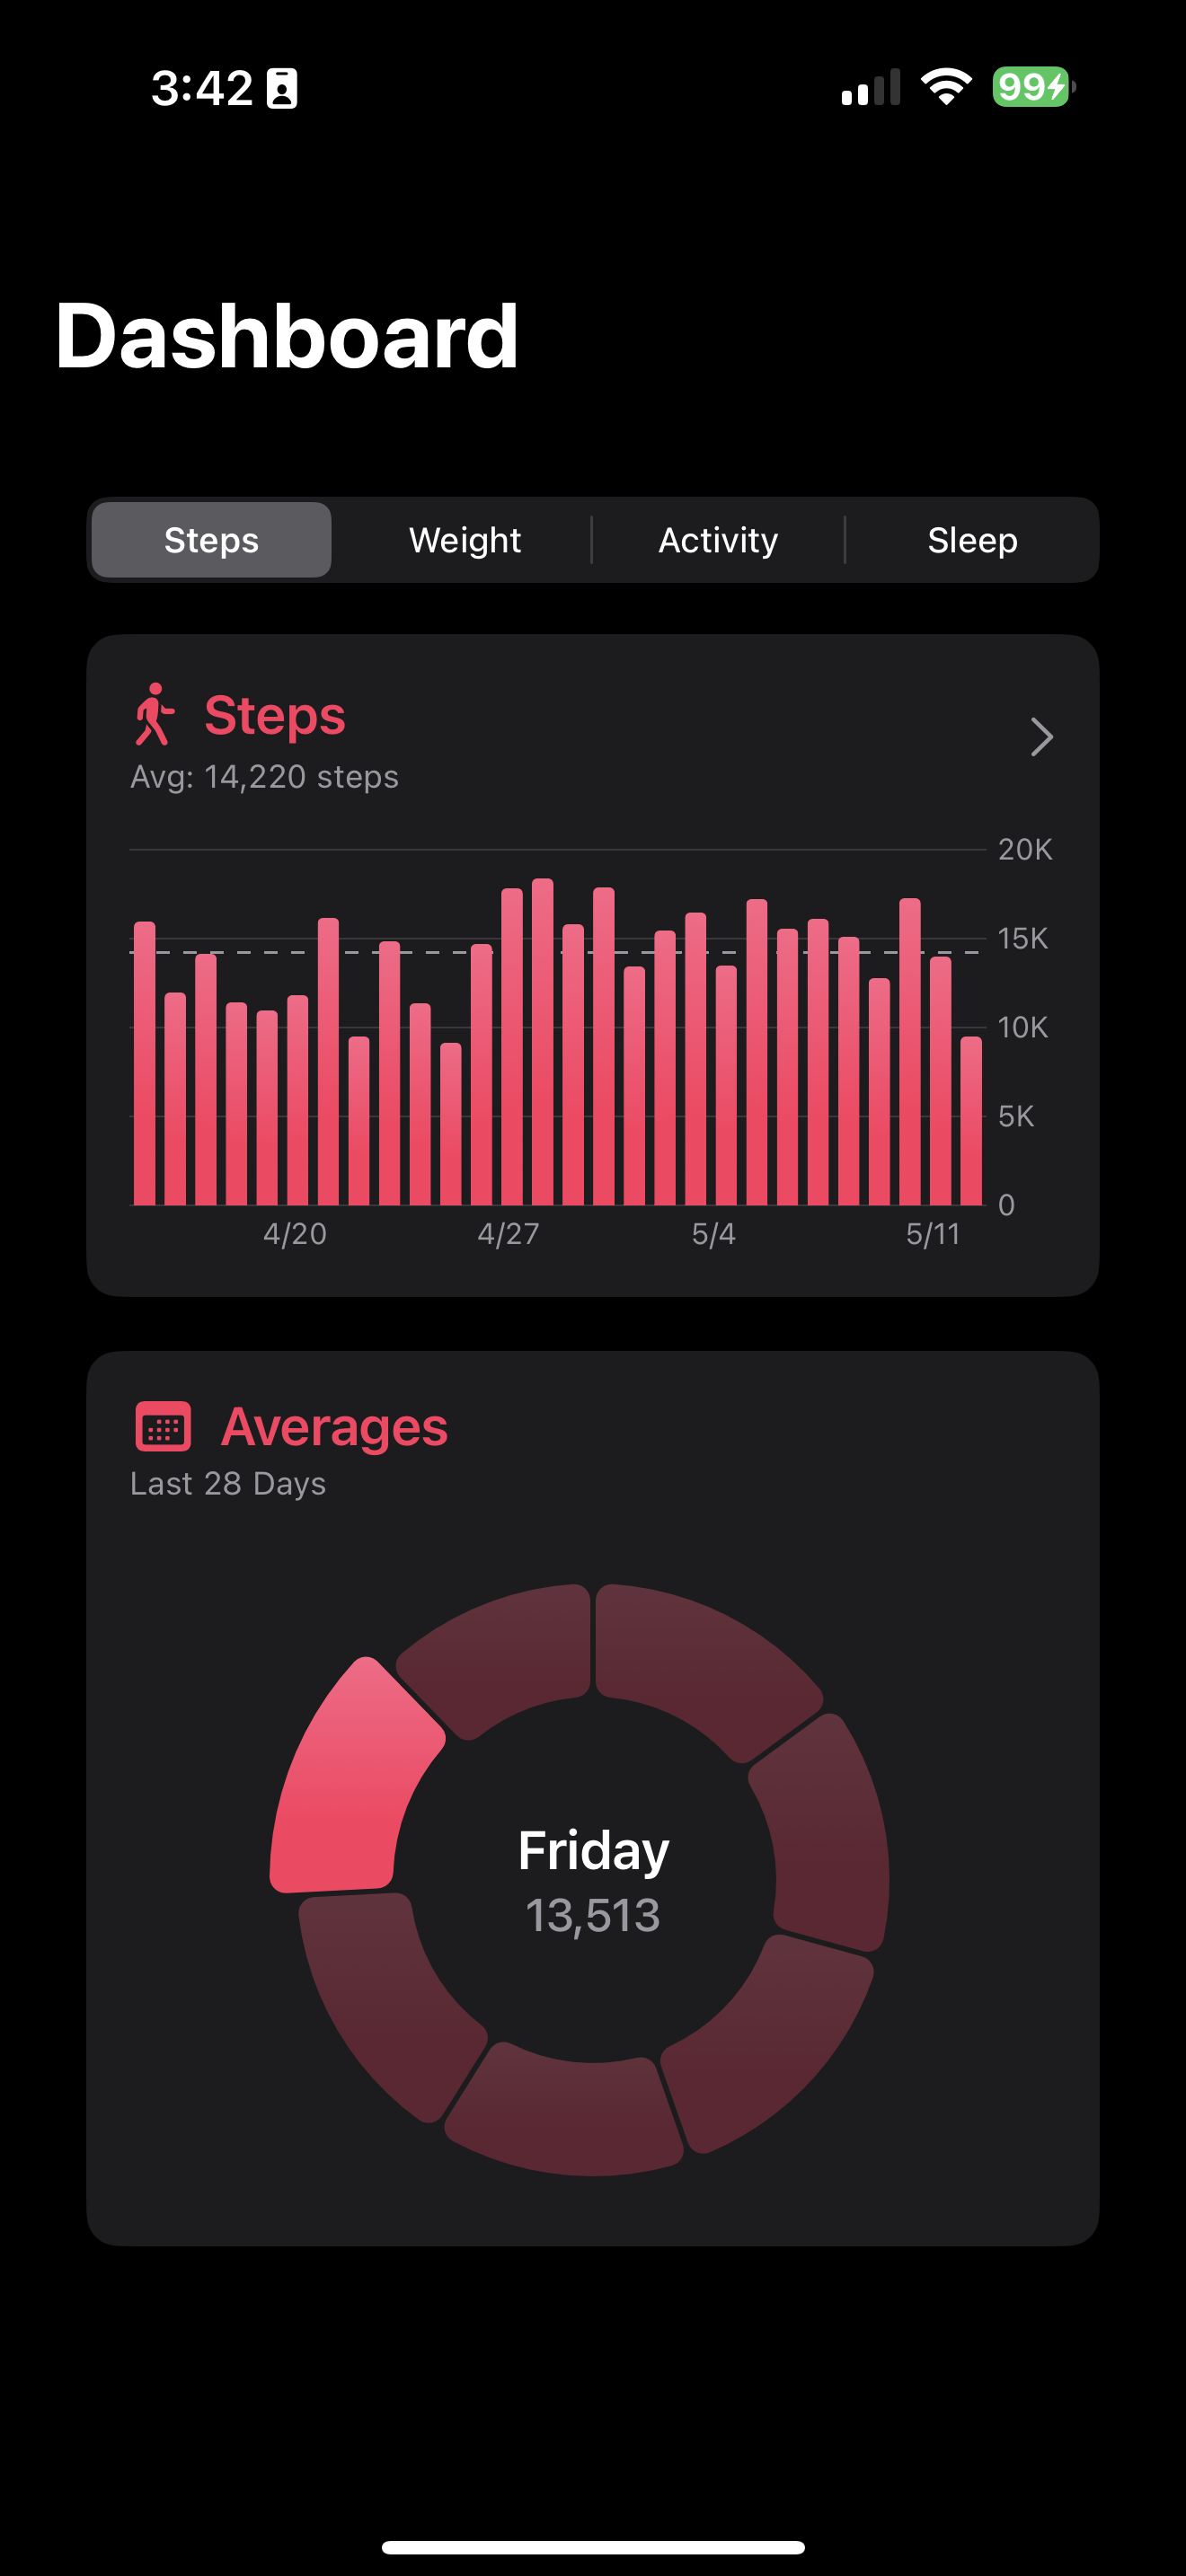 3:42
99
Dashboard
Steps
Weight
Activity
Sleep
Steps
Avg: 14,220 steps
20K
15K
10K
5K
0
4/20
4/27
5/4
5/11
Averages
Last 28 Days
Friday
13,513